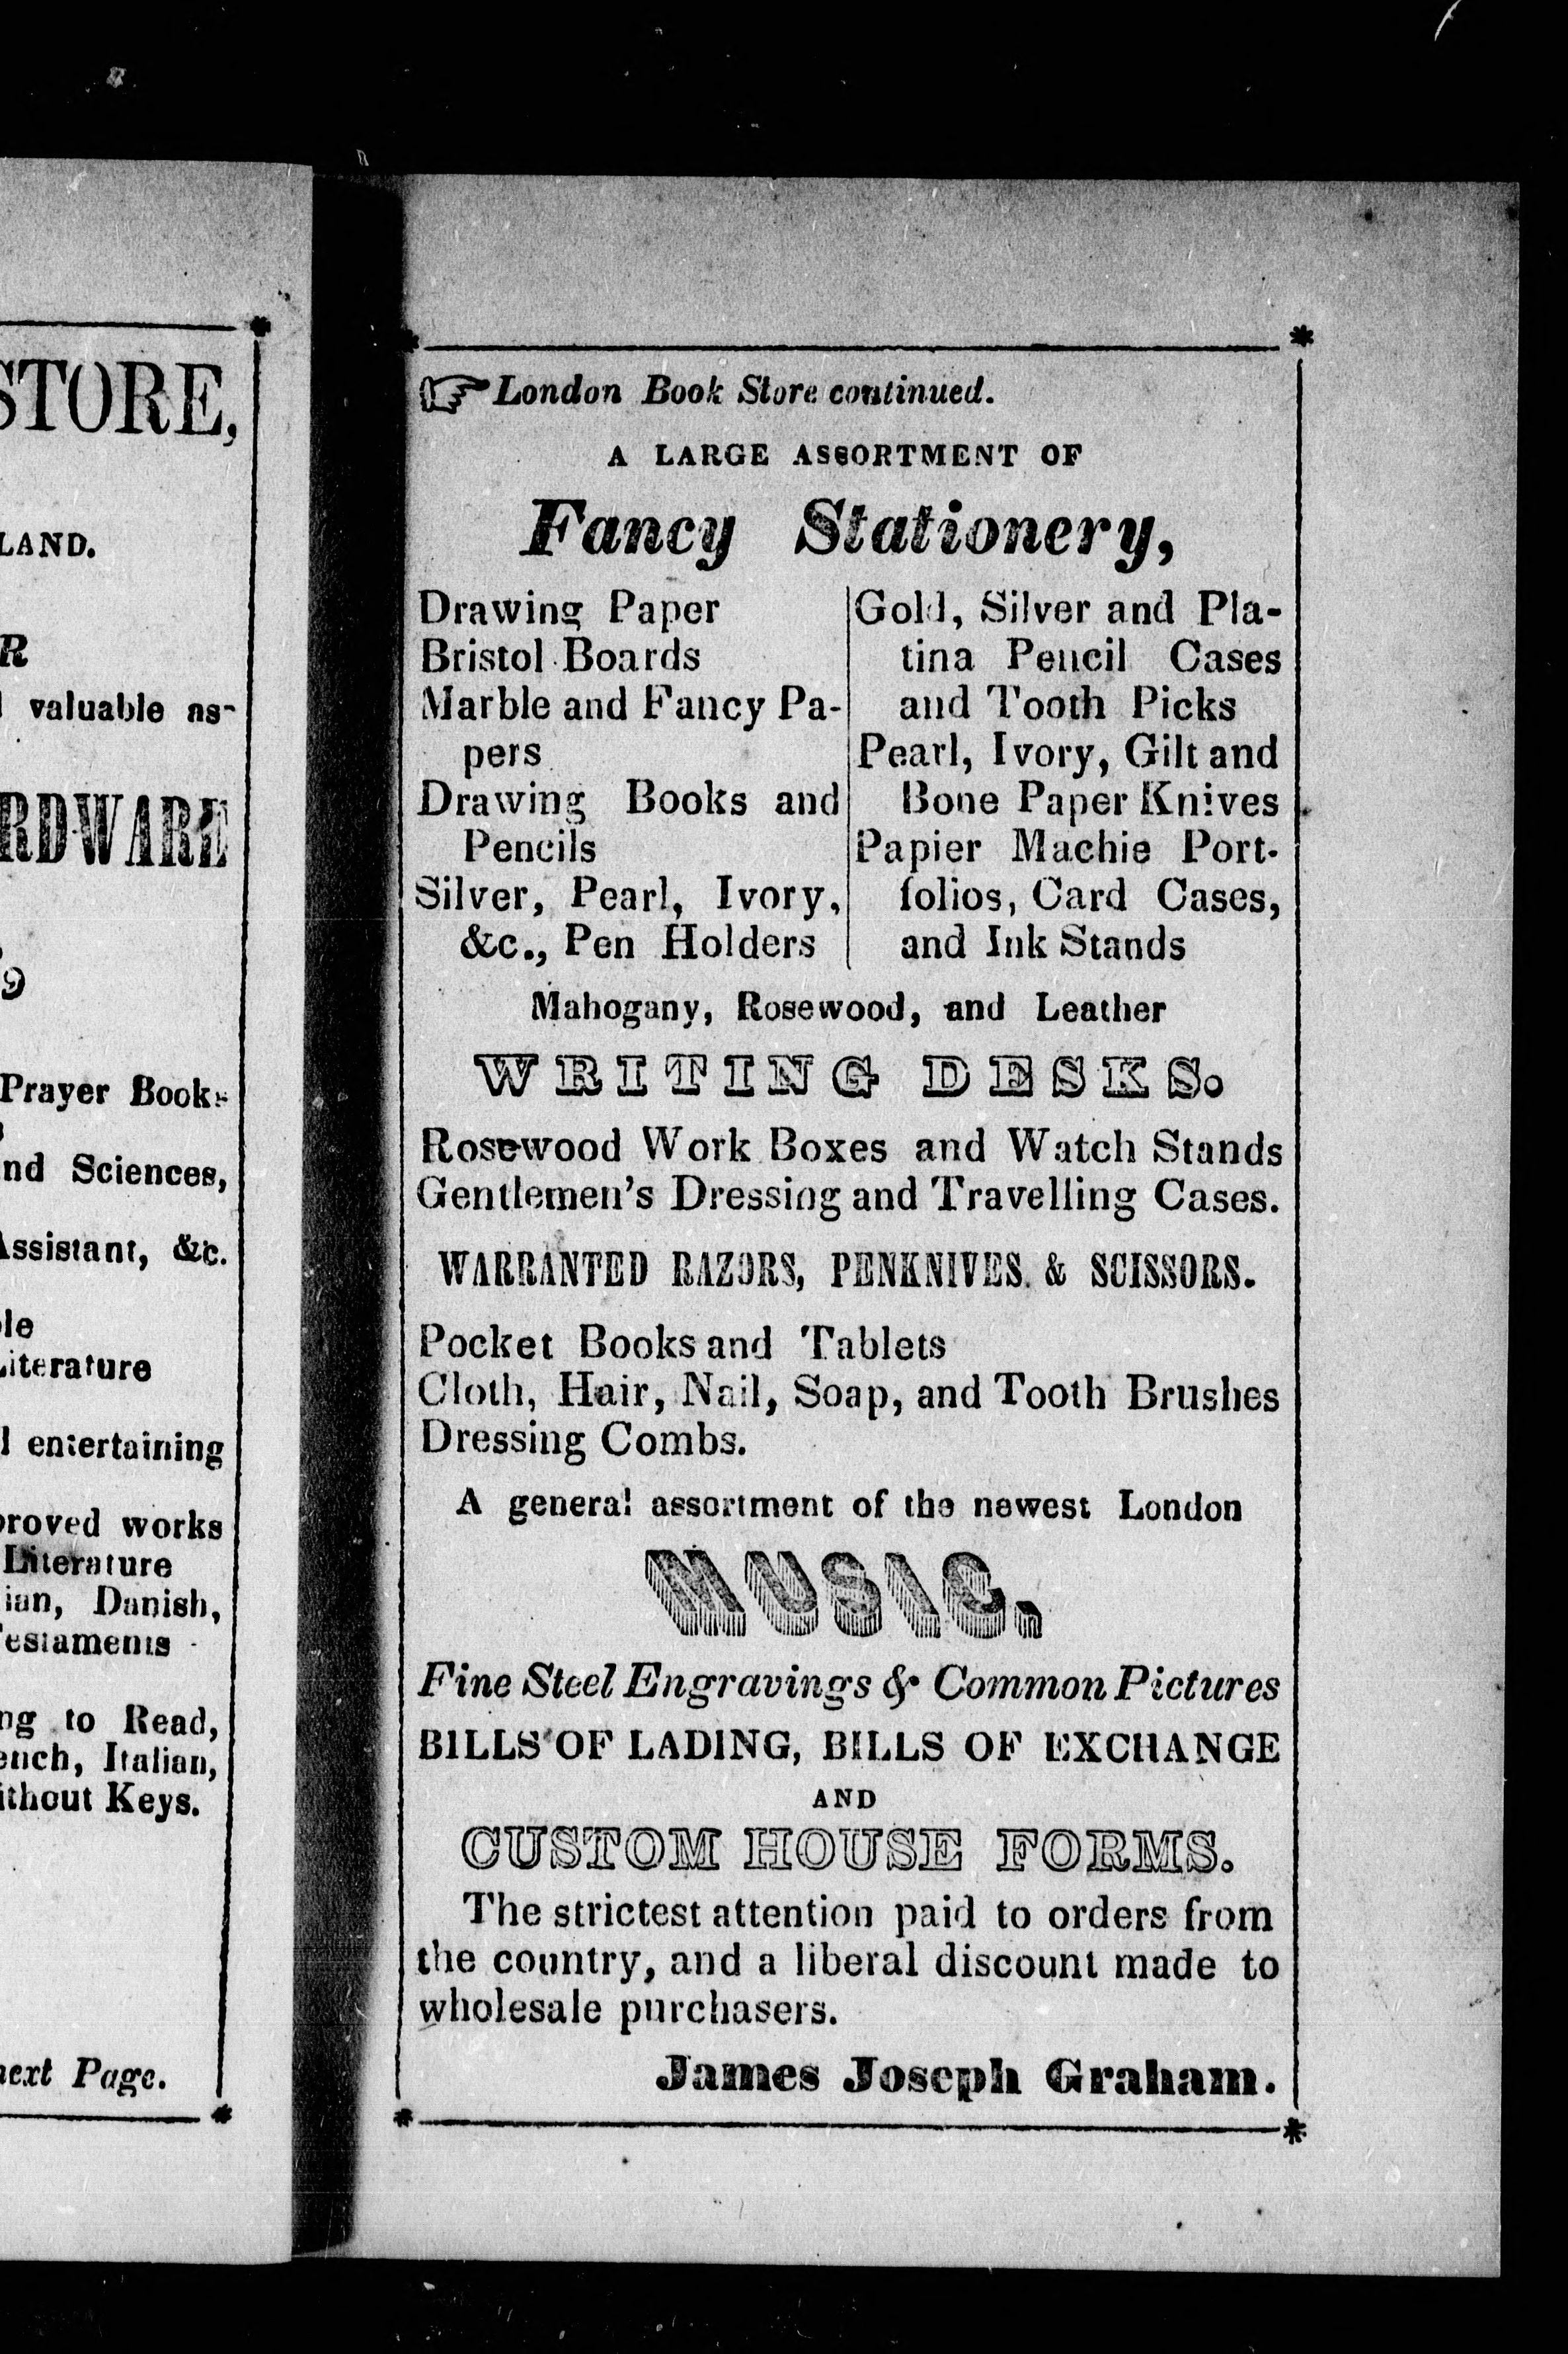 STORE,
LAND.
R
valuable as-
RDWARE
9
Prayer Books
nd Sciences,
Assistant, &c.
le
Literature
l entertaining
proved works
Literature
ian, Danish,
Testaments
ng to Read,
ench, Italian,
ithout Keys.
next Page.
☞ London Book Store continued.
A LARGE ASSORTMENT OF
Fancy Stationery,
Drawing Paper
Bristol Boards
Marble and Fancy Pa-
pers
Drawing Books and
Pencils
Silver, Pearl, Ivory,
&c., Pen Holders
Gold, Silver and Pla-
tina Pencil Cases
and Tooth Picks
Pearl, Ivory, Gilt and
Bone Paper Knives
Papier Machie Port-
folios, Card Cases,
and Ink Stands
Mahogany, Rosewood, and Leather
WRITING DESKS.
Rosewood Work Boxes and Watch Stands
Gentlemen's Dressing and Travelling Cases.
WARRANTED RAZORS, PENKNIVES & SCISSORS.
Pocket Books and Tablets
Cloth, Hair, Nail, Soap, and Tooth Brushes
Dressing Combs.
A general assortment of the newest London
MUSIC,
Fine Steel Engravings & Common Pictures
BILLS OF LADING, BILLS OF EXCHANGE
AND
CUSTOM HOUSE FORMS.
The strictest attention paid to orders from
the country, and a liberal discount made to
wholesale purchasers.
James Joseph Graham.